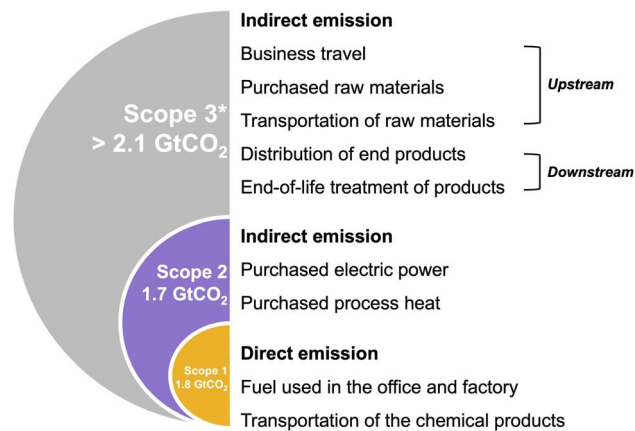 Indirect emission
Business travel
Purchased raw materials
Transportation of raw materials
Upstream
Scope 3*
> 2.1 GtCO₂
Distribution of end products
End-of-life treatment of products
Downstream
Indirect emission
Scope 2
1.7 GtCO₂
Purchased electric power
Purchased process heat
Direct emission
Scope 1
1.8 GtCO₂
Fuel used in the office and factory
Transportation of the chemical products